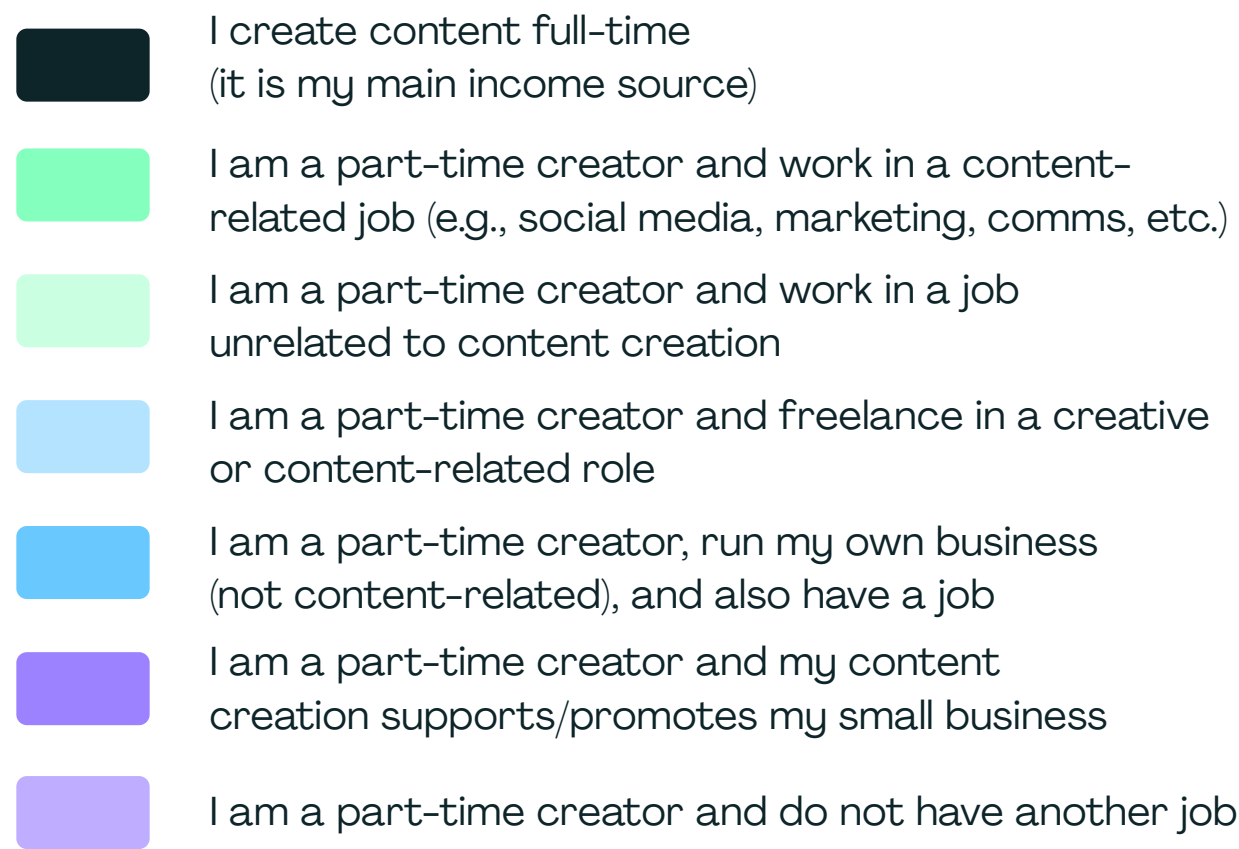 I create content full-time
(it is my main income source)
I am a part-time creator and work in a content-
related job (e.g., social media, marketing, comms, etc.)
I am a part-time creator and work in a job
unrelated to content creation
I am a part-time creator and freelance in a creative
or content-related role
I am a part-time creator, run my own business
(not content-related), and also have a job
I am a part-time creator and my content
creation supports/promotes my small business
I am a part-time creator and do not have another job